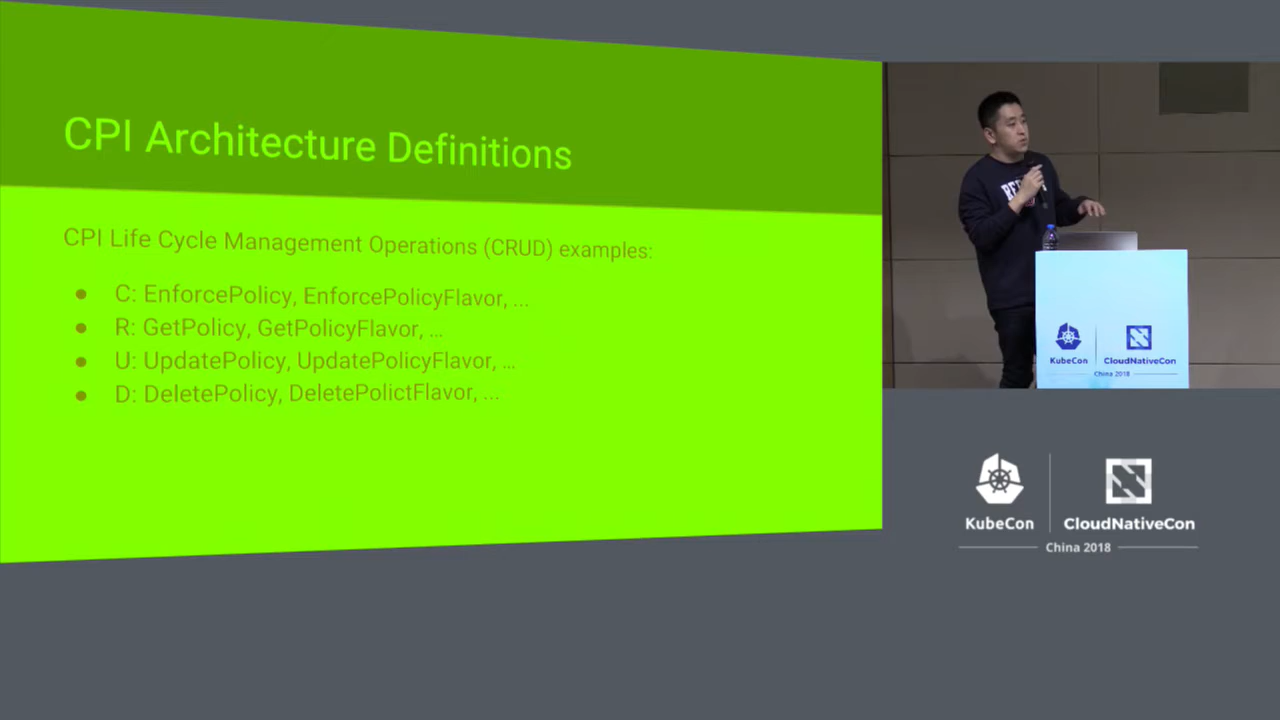 CPI Architecture Definitions
CPI Life Cycle Management Operations (CRUD) examples:
● C: EnforcePolicy, EnforcePolicyFlavor, ...
● R: GetPolicy, GetPolicyFlavor, ...
● U: UpdatePolicy, UpdatePolicyFlavor, ...
● D: DeletePolicy, DeletePolictFlavor, ...
KubeCon
CloudNativeCon
China 2018
KubeCon
CloudNativeCon
China 2018